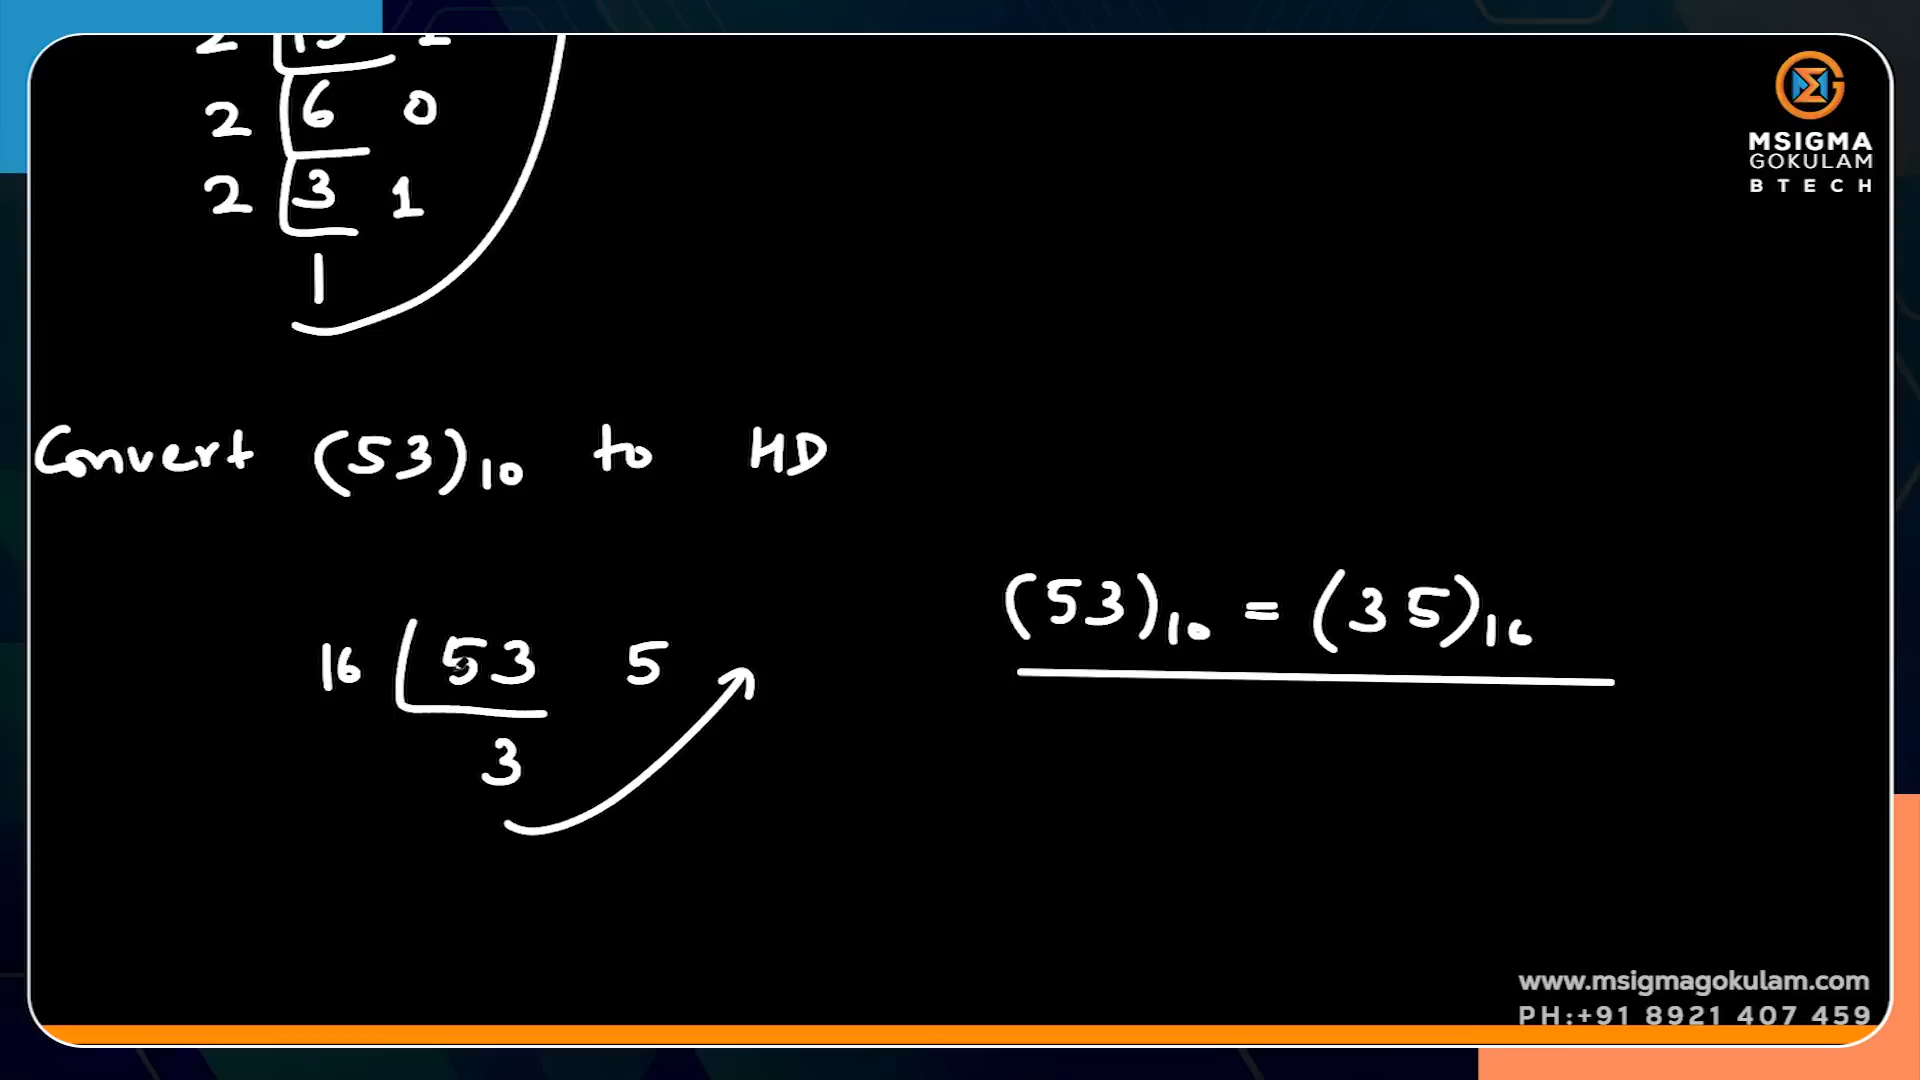 2 6 0
2 3 1
1
Convert (53)10 to HD
16 53 5
3
(53)10 = (35)16
MSIGMA
GOKULAM
BTECH
www.msigmagokulam.com
PH:+91 8921 407 459